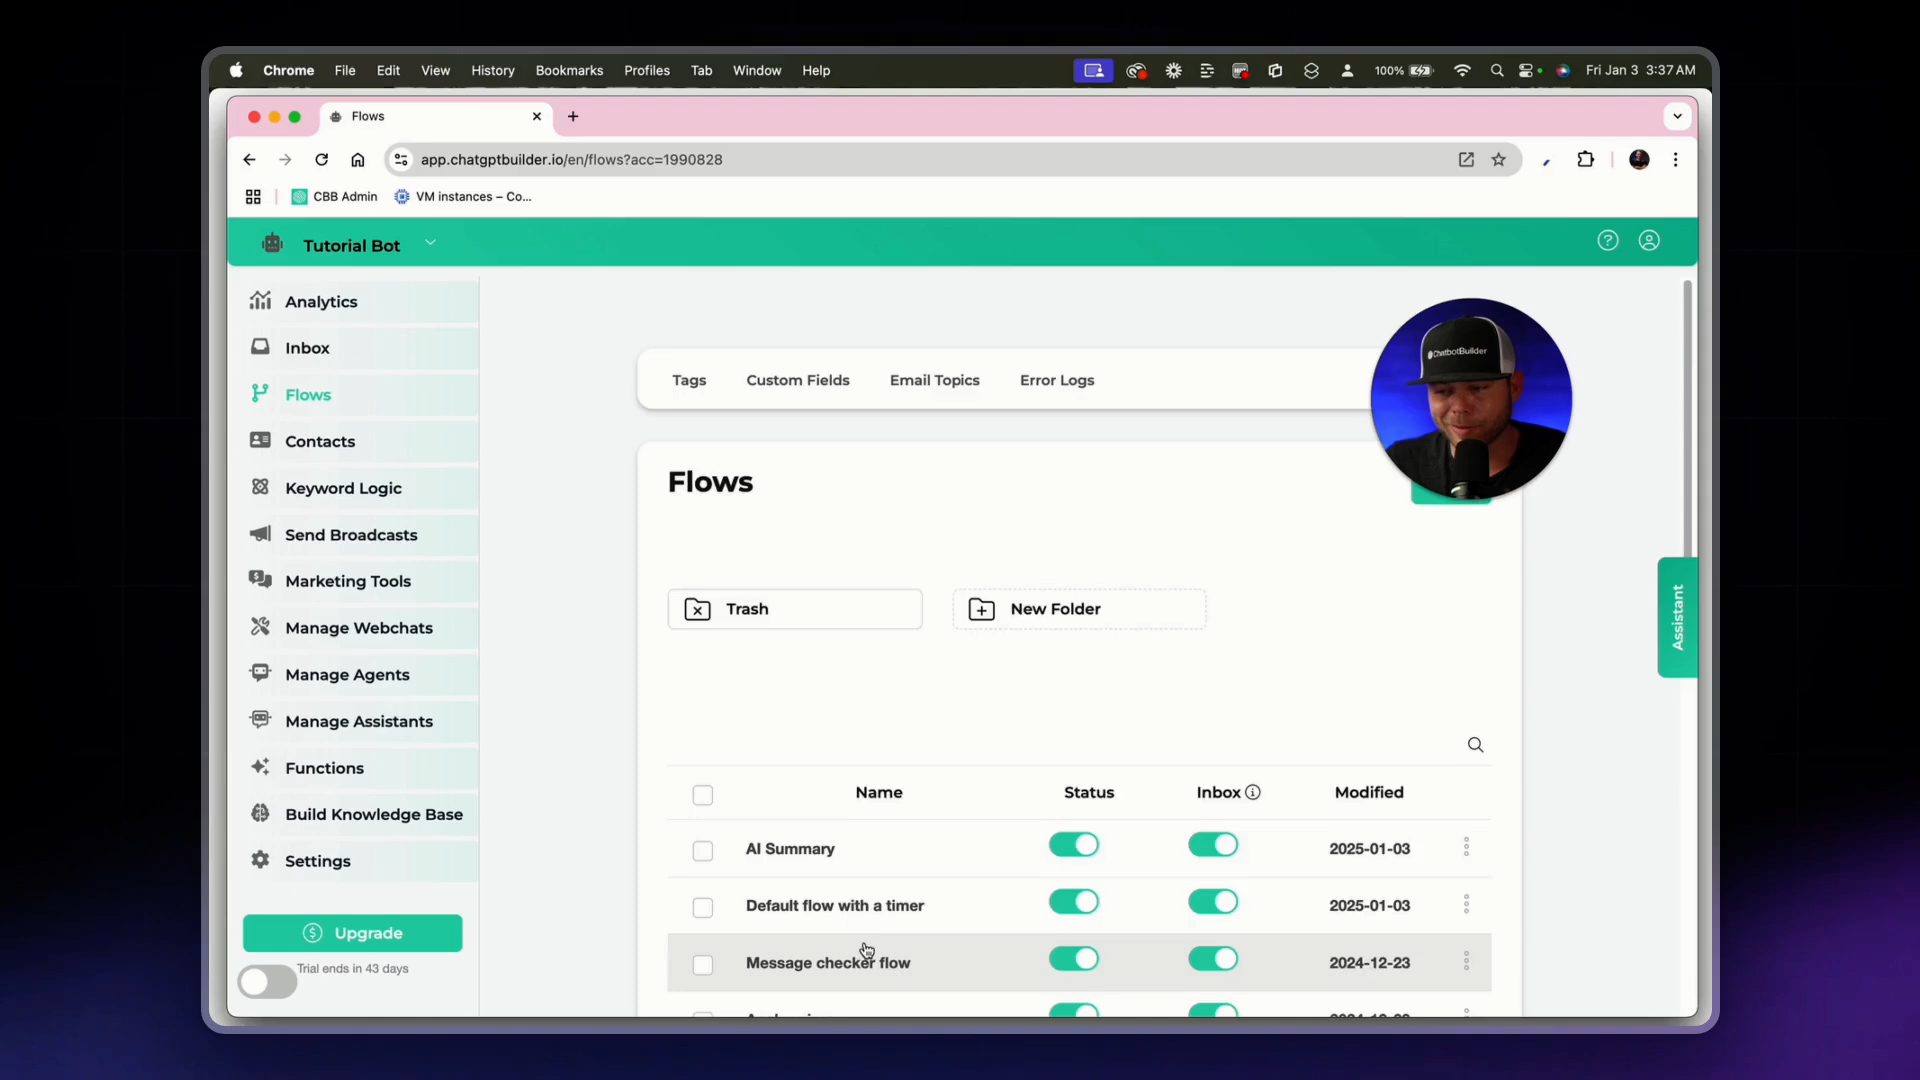 Chrome File Edit View History Bookmarks Profiles Tab Window Help 100% Fri Jan 3 3:37 AM
Flows
app.chatgptbuilder.io/en/flows?acc=1990828
CBB Admin VM instances – Co...
Tutorial Bot
Analytics
Inbox
Flows
Contacts
Keyword Logic
Send Broadcasts
Marketing Tools
Manage Webchats
Manage Agents
Manage Assistants
Functions
Build Knowledge Base
Settings
Upgrade
Trial ends in 43 days
Tags Custom Fields Email Topics Error Logs
ChatbotBuilder
Flows
Trash New Folder
Assistant
Name Status Inbox Modified
AI Summary 2025-01-03
Default flow with a timer 2025-01-03
Message checker flow 2024-12-23